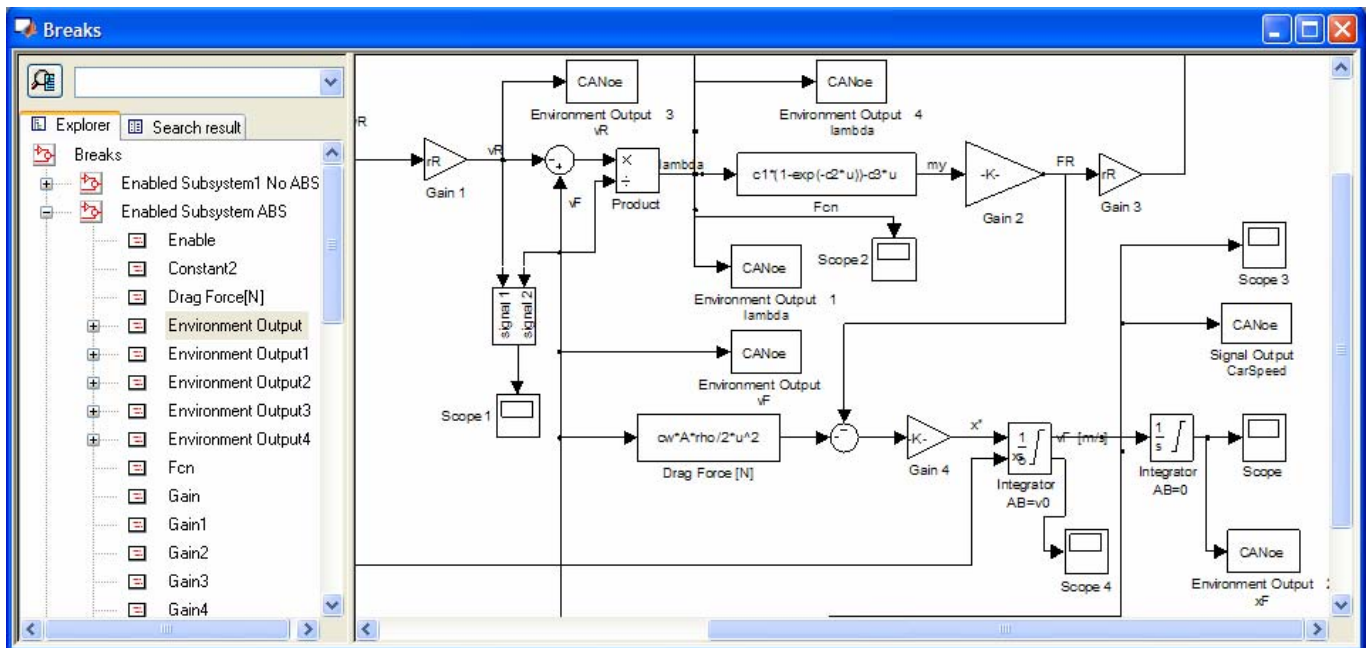 Breaks
Explorer
Search result
Breaks
Enabled Subsystem1 No ABS
Enabled Subsystem ABS
Enable
Constant2
Drag Force[N]
Environment Output
Environment Output1
Environment Output2
Environment Output3
Environment Output4
Fcn
Gain
Gain1
Gain2
Gain3
Gain4
CANoe
Environment Output 3
vR
CANoe
Environment Output 4
lambda
rR
Gain 1
vR
-
+
vF
×
÷
Product
lambda
c1*(1-exp(-c2*u))-c3*u
Fcn
my
-K-
Gain 2
FR
rR
Gain 3
signal 1
signal 2
Scope 1
CANoe
Environment Output 1
lambda
Scope 2
Scope 3
CANoe
Environment Output
vF
CANoe
Signal Output
CarSpeed
cw*A*rho/2*u^2
Drag Force [N]
-
-
-K-
Gain 4
x''
1
s
Integrator
AB=v0
vF [m/s]
1
s
Integrator
AB=0
Scope
Scope 4
CANoe
Environment Output
xF